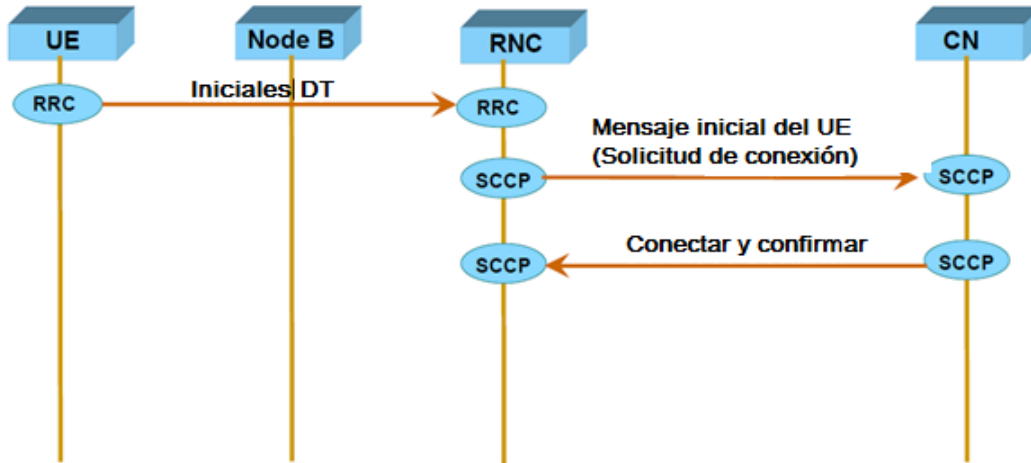 UE
Node B
RNC
CN
Iniciales DT
RRC
RRC
Mensaje inicial del UE
(Solicitud de conexión)
SCCP
SCCP
Conectar y confirmar
SCCP
SCCP